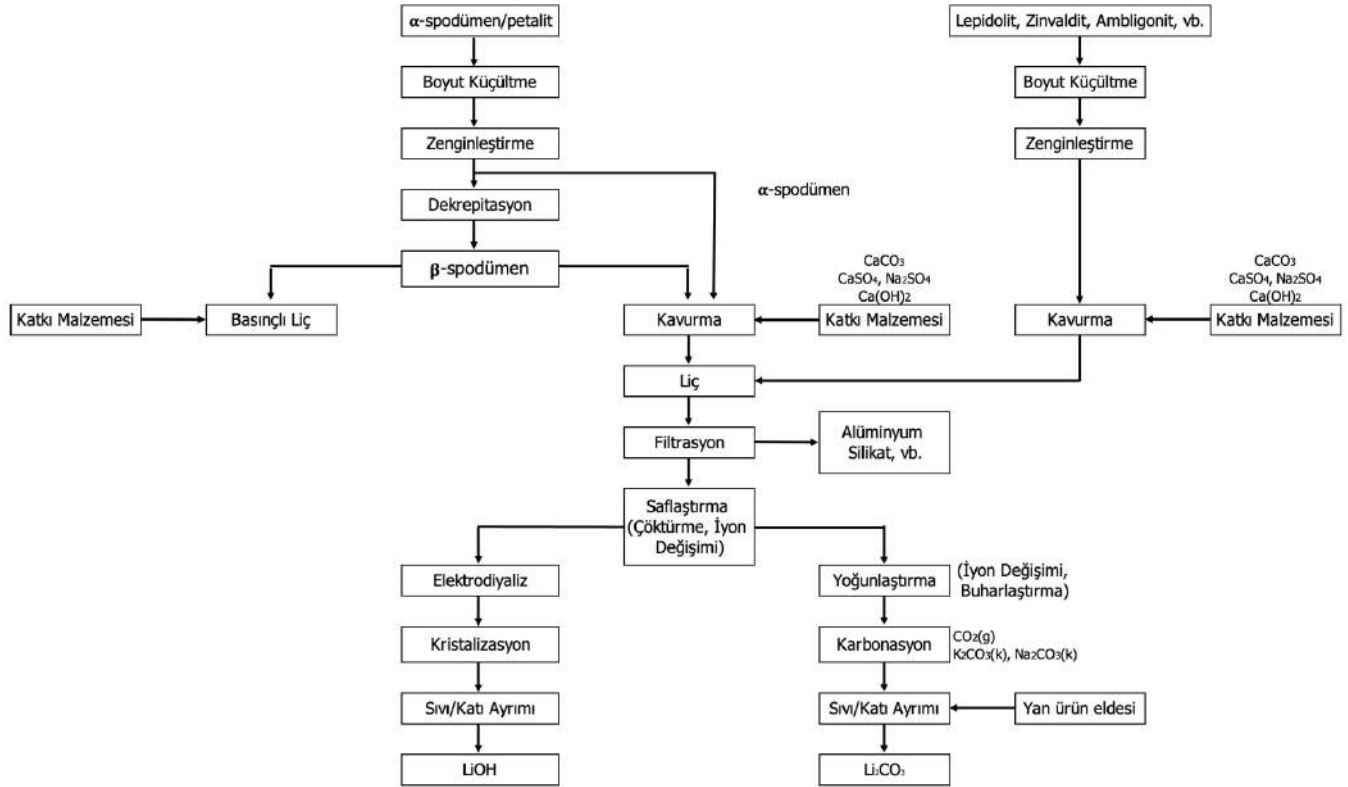 α-spodümen/petalit
Lepidolit, Zinvaldit, Ambligonit, vb.
Boyut Küçültme
Boyut Küçültme
Zenginleştirme
Zenginleştirme
α-spodümen
Dekrepitasyon
β-spodümen
CaCO₃
CaSO₄, Na₂SO₄
Ca(OH)₂
CaCO₃
CaSO₄, Na₂SO₄
Ca(OH)₂
Katkı Malzemesi
Basınçlı Liç
Kavurma
Katkı Malzemesi
Kavurma
Katkı Malzemesi
Liç
Filtrasyon
Alüminyum
Silikat, vb.
Saflaştırma
(Çöktürme, İyon
Değişimi)
Elektrodiyaliz
Yoğunlaştırma
(İyon Değişimi,
Buharlaştırma)
Kristalizasyon
Karbonasyon
CO₂(g)
K₂CO₃(k), Na₂CO₃(k)
Sıvı/Katı Ayrımı
Sıvı/Katı Ayrımı
Yan ürün eldesi
LiOH
Li₂CO₃